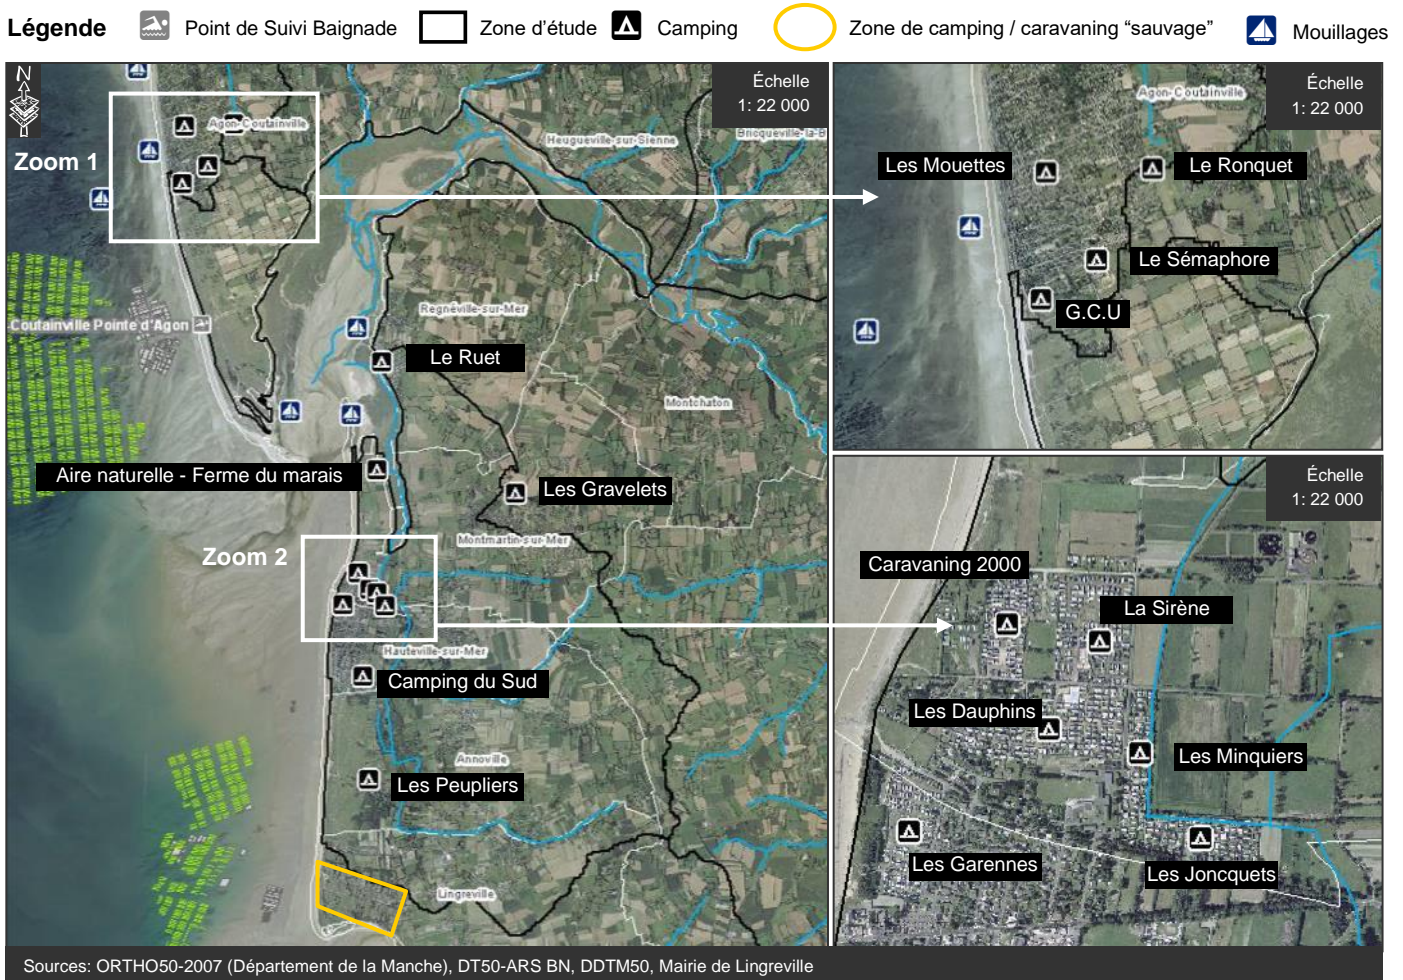 Légende
Point de Suivi Baignade
Zone d'étude
Camping
Zone de camping / caravaning “sauvage”
Mouillages
N
Échelle
1: 22 000
Zoom 1
Agon-Coutainville
Heugueville-sur-Sienne
Bricqueville-la-B
Regnéville-sur-Mer
Coutainville Pointe d'Agon
Le Ruet
Montchaton
Aire naturelle - Ferme du marais
Les Gravelets
Zoom 2
Montmartin-sur-Mer
Hauteville-sur-Mer
Camping du Sud
Annoville
Les Peupliers
Lingreville
Échelle
1: 22 000
Agon-Coutainville
Les Mouettes
Le Ronquet
Le Sémaphore
G.C.U
Échelle
1: 22 000
Caravaning 2000
La Sirène
Les Dauphins
Les Minquiers
Les Garennes
Les Joncquets
Sources: ORTHO50-2007 (Département de la Manche), DT50-ARS BN, DDTM50, Mairie de Lingreville